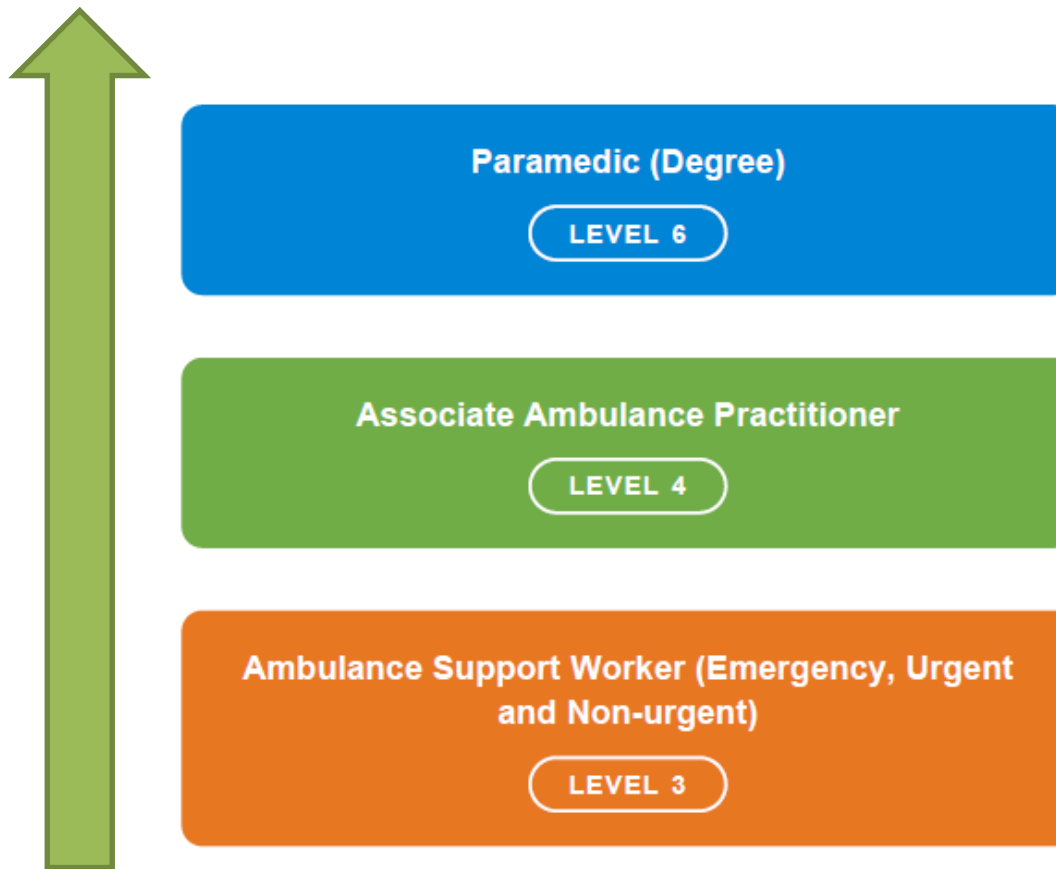 Paramedic (Degree)
LEVEL 6
Associate Ambulance Practitioner
LEVEL 4
Ambulance Support Worker (Emergency, Urgent
and Non-urgent)
LEVEL 3